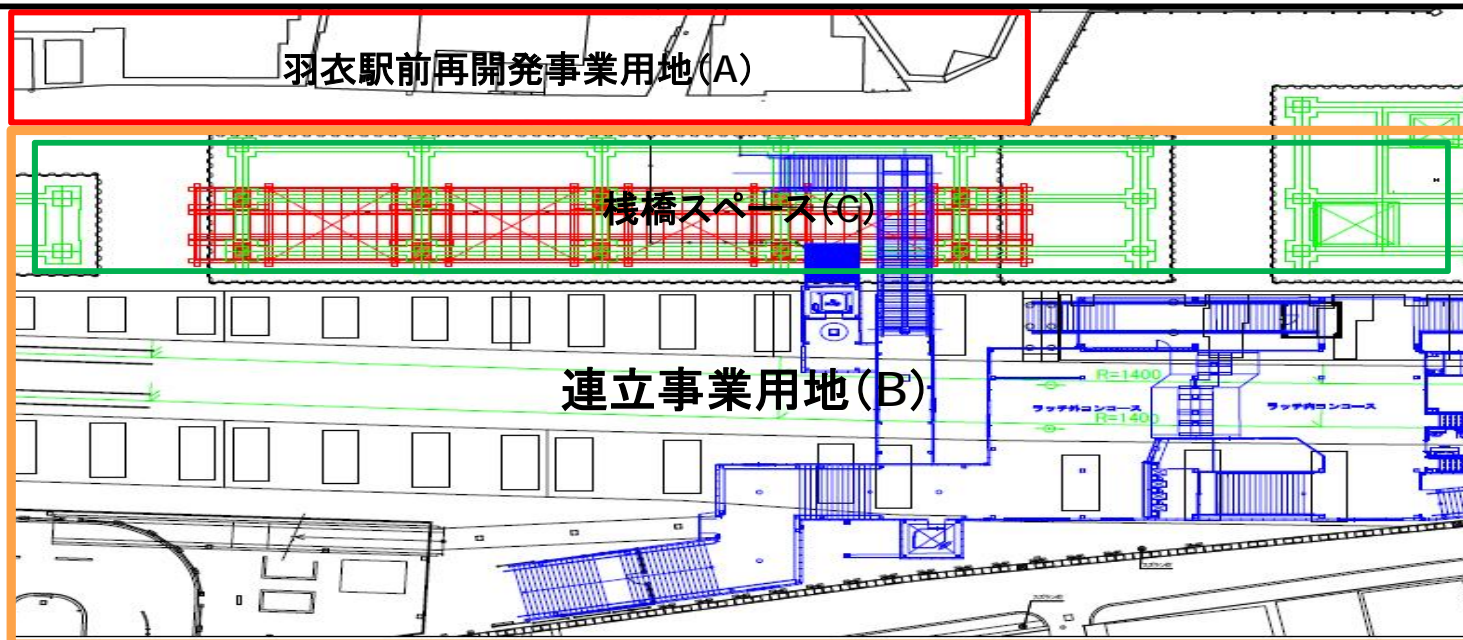 羽衣駅前再開発事業用地(A)
桟橋スペース(C)
連立事業用地(B)
R=1400
ラッチ外コンコース
ラッチ内コンコース
R=1400